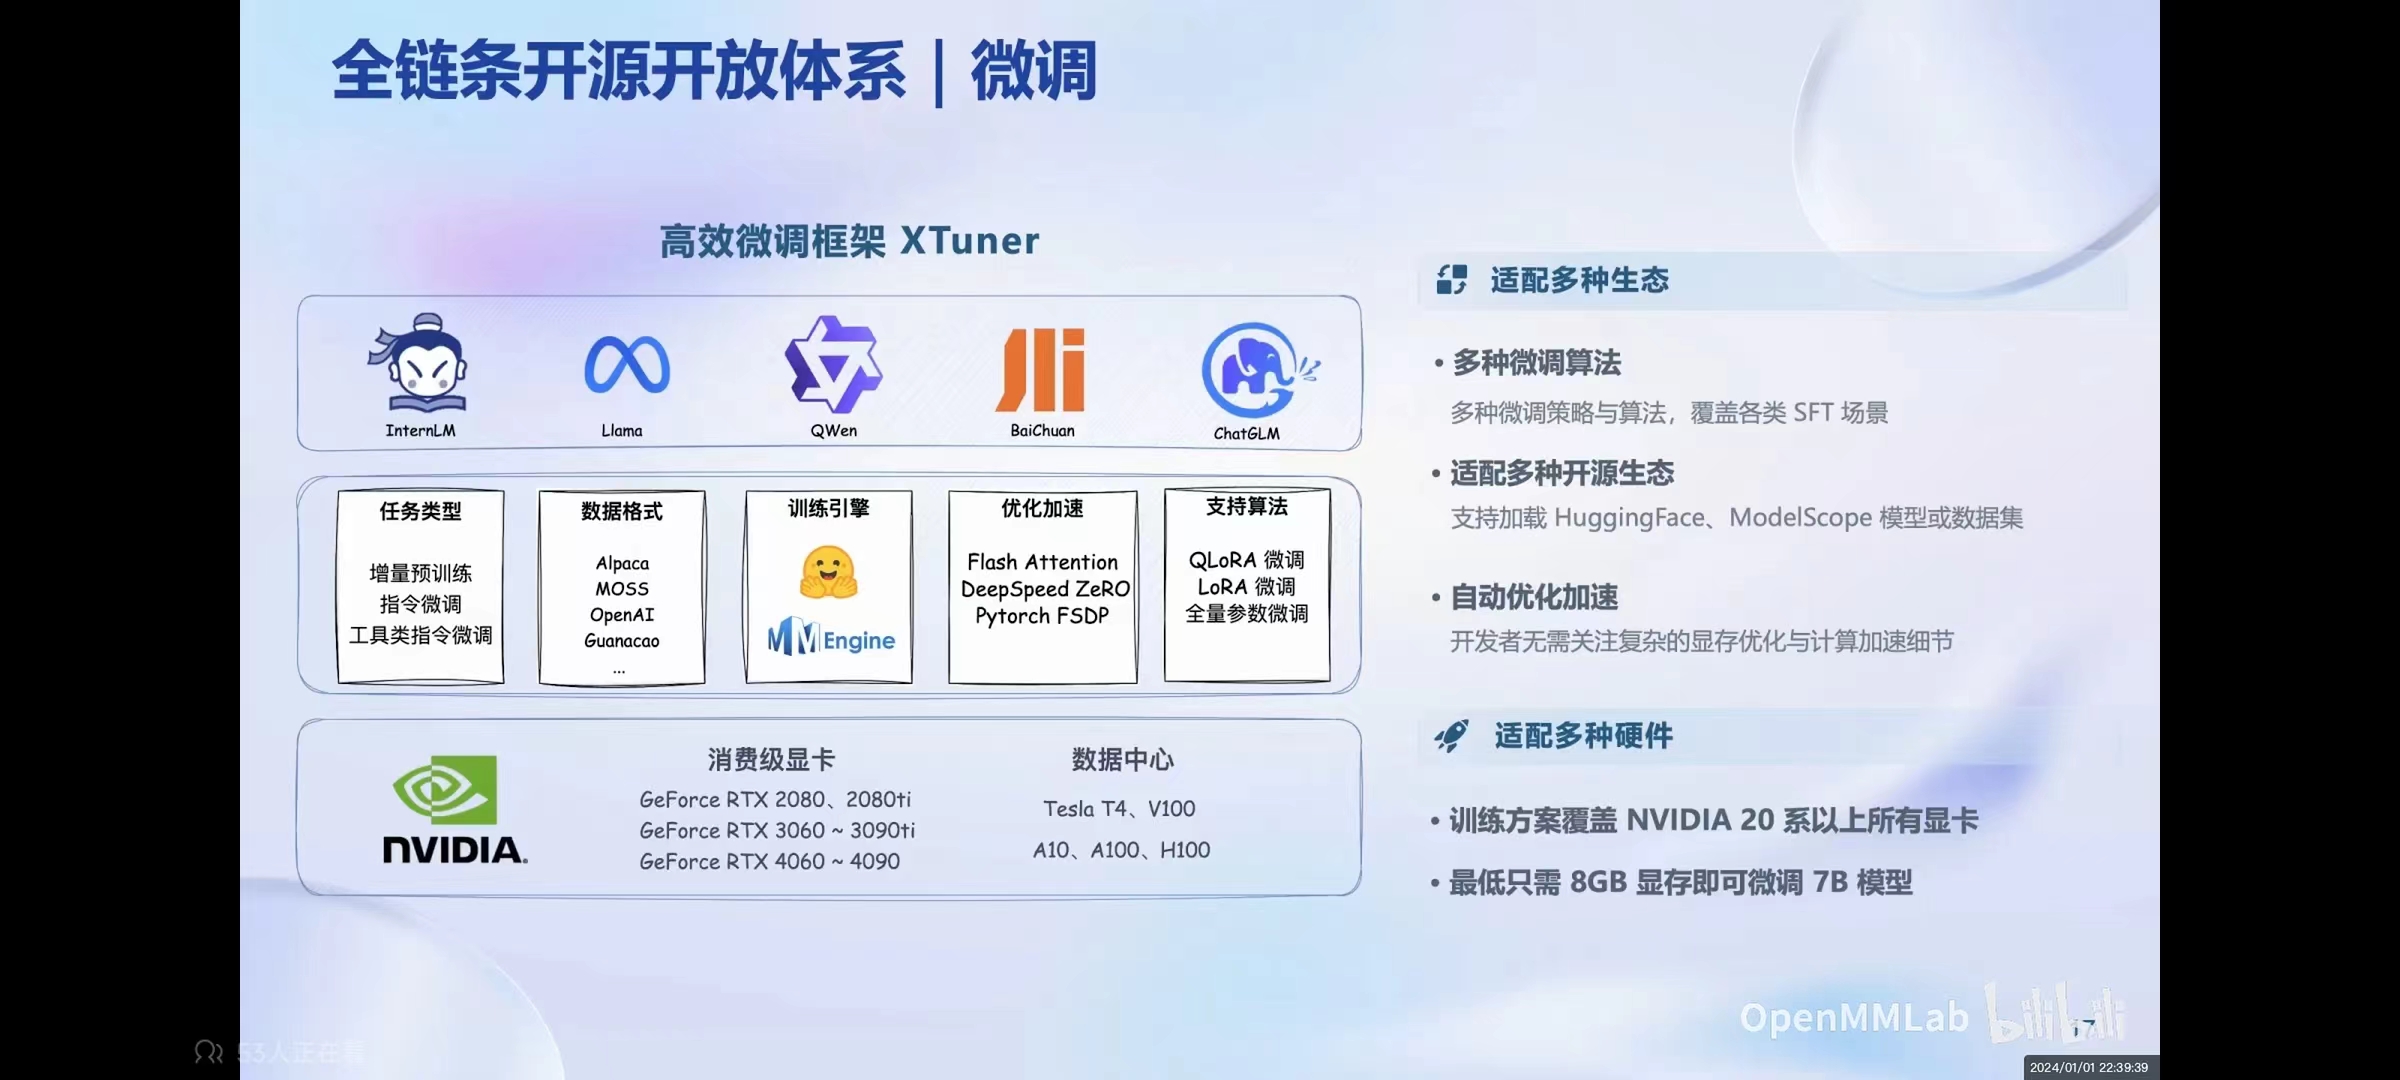 全链条开源开放体系｜微调
高效微调框架 XTuner
InternLM
Llama
QWen
BaiChuan
ChatGLM
任务类型
增量预训练
指令微调
工具类指令微调
数据格式
Alpaca
MOSS
OpenAI
Guanacao
...
训练引擎
MMEngine
优化加速
Flash Attention
DeepSpeed ZeRO
Pytorch FSDP
支持算法
QLoRA 微调
LoRA 微调
全量参数微调
NVIDIA.
消费级显卡
GeForce RTX 2080、2080ti
GeForce RTX 3060 ~ 3090ti
GeForce RTX 4060 ~ 4090
数据中心
Tesla T4、V100
A10、A100、H100
适配多种生态
• 多种微调算法
多种微调策略与算法，覆盖各类 SFT 场景
• 适配多种开源生态
支持加载 HuggingFace、ModelScope 模型或数据集
• 自动优化加速
开发者无需关注复杂的显存优化与计算加速细节
适配多种硬件
• 训练方案覆盖 NVIDIA 20 系以上所有显卡
• 最低只需 8GB 显存即可微调 7B 模型
OpenMMLab bilibili
17
53人正在看
2024/01/01 22:39:39